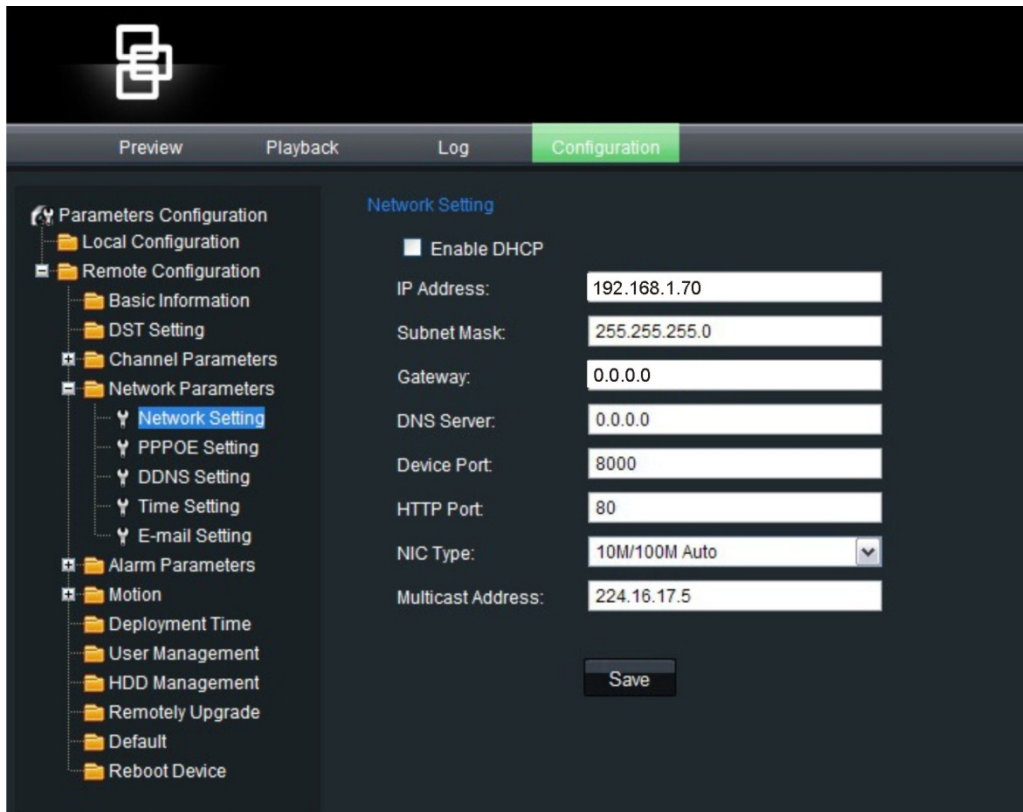 Preview Playback Log Configuration
Parameters Configuration
Local Configuration
Remote Configuration
Basic Information
DST Setting
Channel Parameters
Network Parameters
Network Setting
PPPOE Setting
DDNS Setting
Time Setting
E-mail Setting
Alarm Parameters
Motion
Deployment Time
User Management
HDD Management
Remotely Upgrade
Default
Reboot Device
Network Setting
Enable DHCP
IP Address: 192.168.1.70
Subnet Mask: 255.255.255.0
Gateway: 0.0.0.0
DNS Server: 0.0.0.0
Device Port: 8000
HTTP Port: 80
NIC Type: 10M/100M Auto
Multicast Address: 224.16.17.5
Save